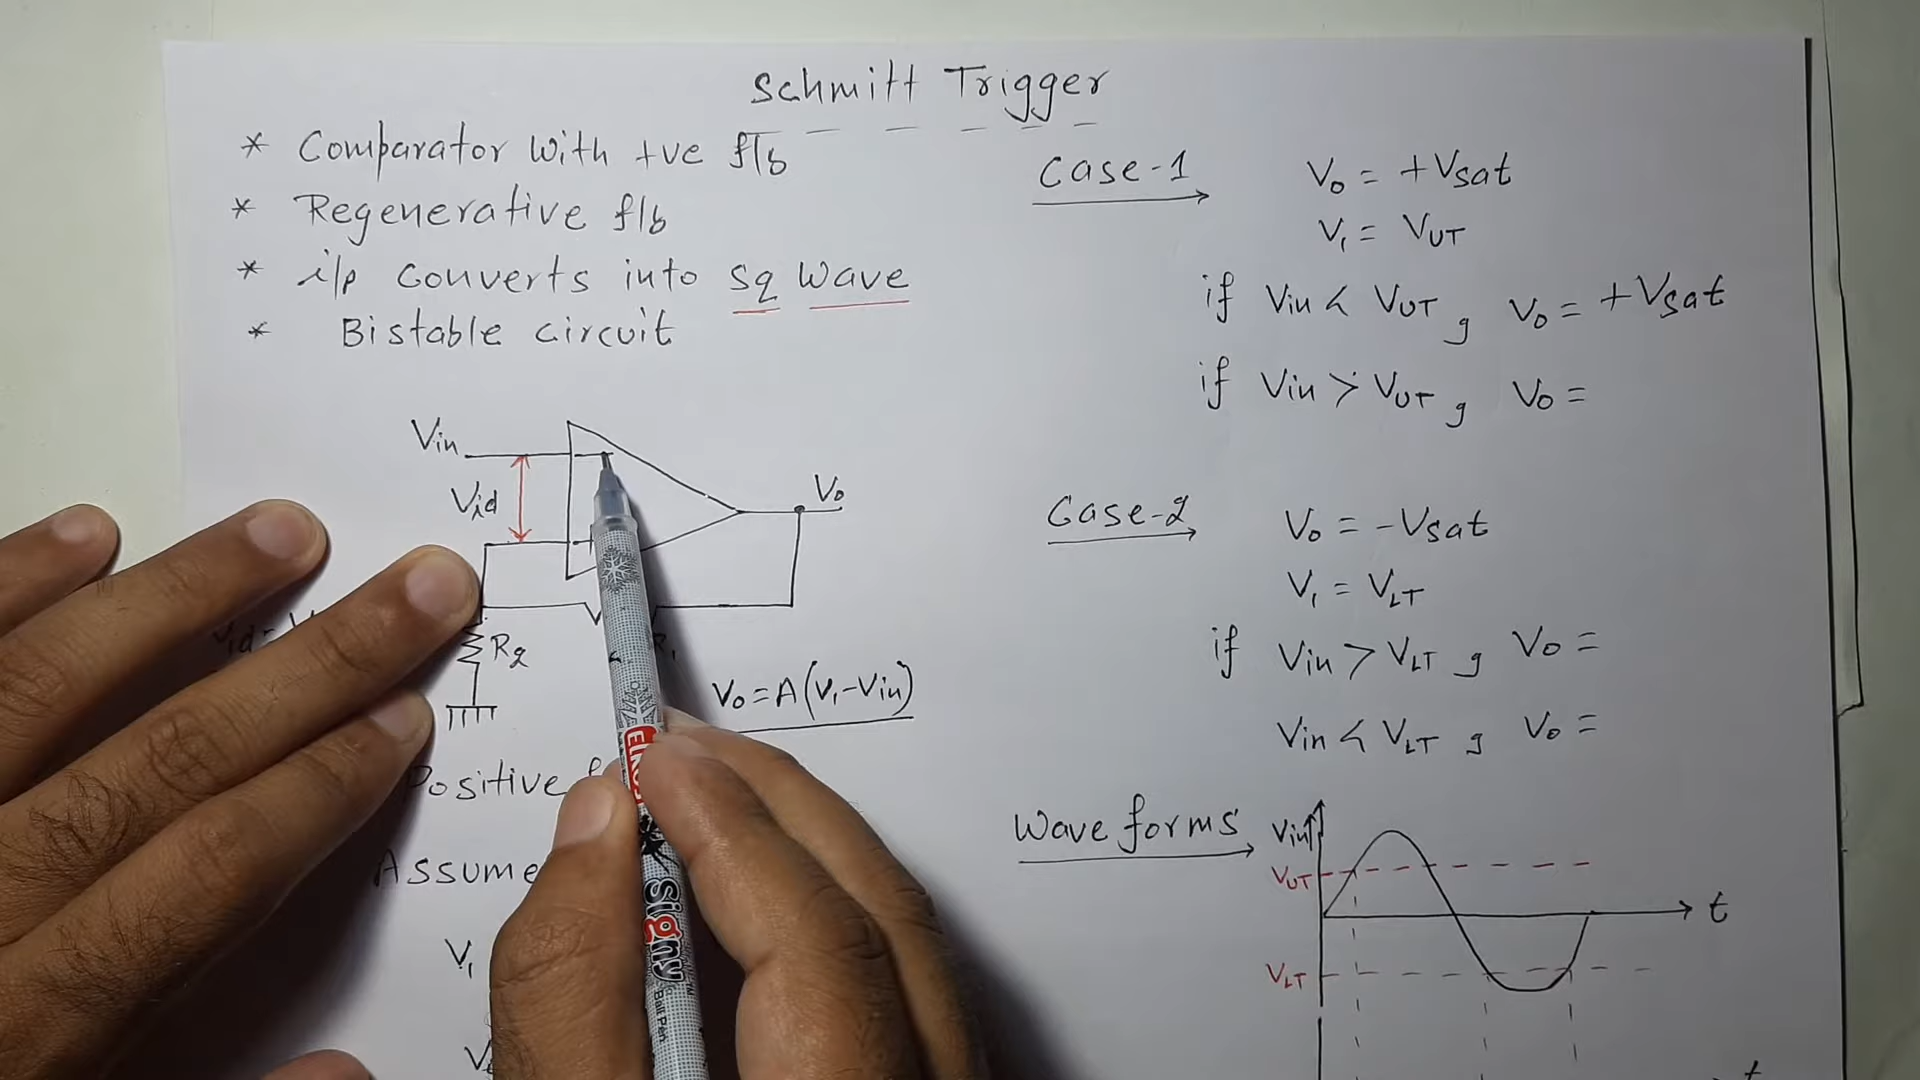 Schmitt Trigger
* Comparator with +ve f/b
* Regenerative f/b
* i/p converts into sq wave
* Bistable circuit
Vin
Vid
Vo
R2
Vo = A(V1-Vin)
Positive
Assume
V1
Case-1
Vo = +Vsat
V1 = VUT
if Vin < VUT, Vo = +Vsat
if Vin > VUT, Vo =
Case-2
Vo = -Vsat
V1 = VLT
if Vin > VLT, Vo =
Vin < VLT, Vo =
Wave forms
Vin
VUT
t
VLT
t
Signy
Ball Pen